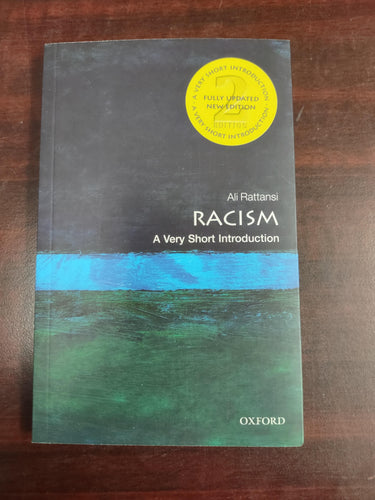 · A VERY SHORT INTRODUCTION ·
2
FULLY UPDATED
NEW EDITION
EDITION
A VERY SHORT INTRODUCTION
Ali Rattansi
RACISM
A Very Short Introduction
OXFORD